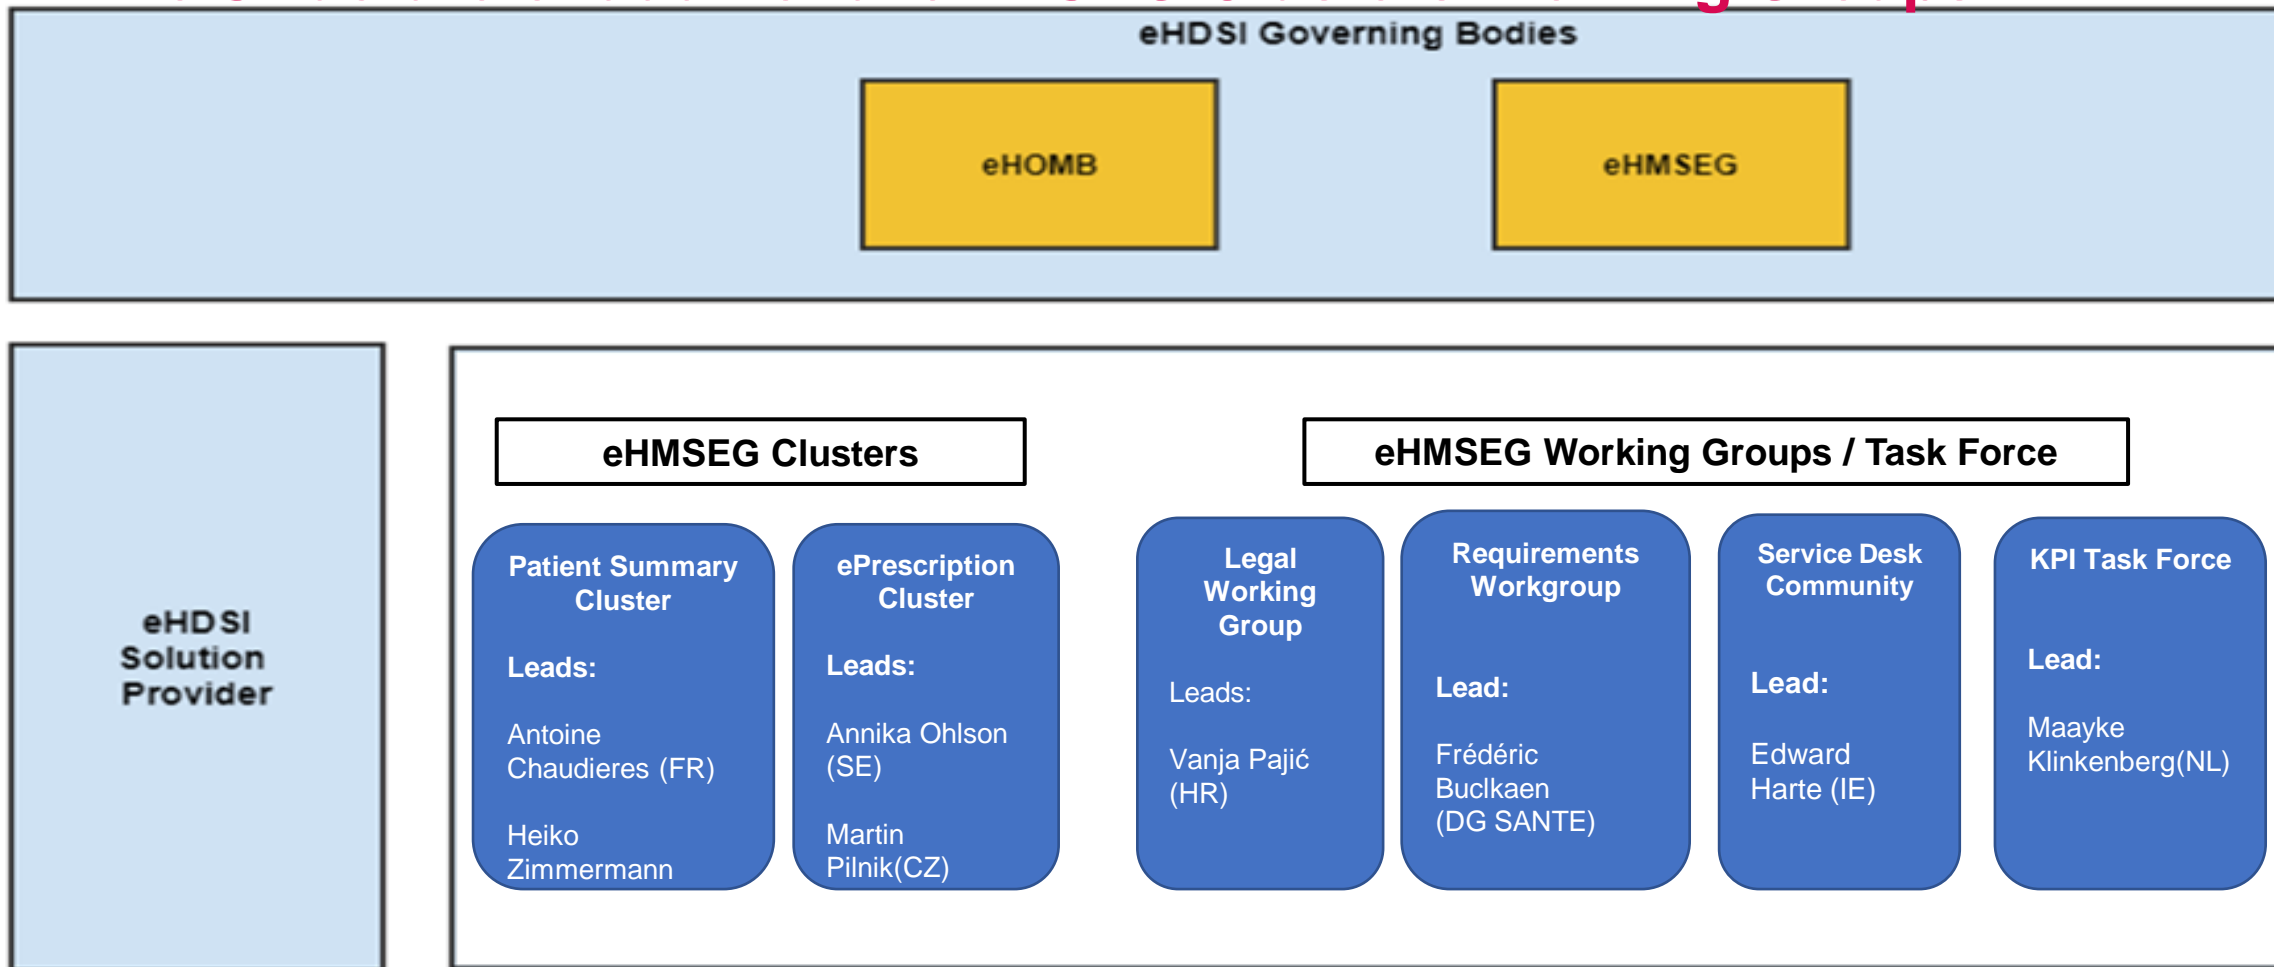 eHDSI Governing Bodies
eHOMB
eHMSEG
eHDSI
Solution
Provider
eHMSEG Clusters
eHMSEG Working Groups / Task Force
Patient Summary
Cluster
Leads:
Antoine
Chaudieres (FR)
Heiko
Zimmermann
ePrescription
Cluster
Leads:
Annika Ohlson
(SE)
Martin
Pilnik(CZ)
Legal
Working
Group
Leads:
Vanja Pajić
(HR)
Requirements
Workgroup
Lead:
Frédéric
Buclkaen
(DG SANTE)
Service Desk
Community
Lead:
Edward
Harte (IE)
KPI Task Force
Lead:
Maayke
Klinkenberg(NL)